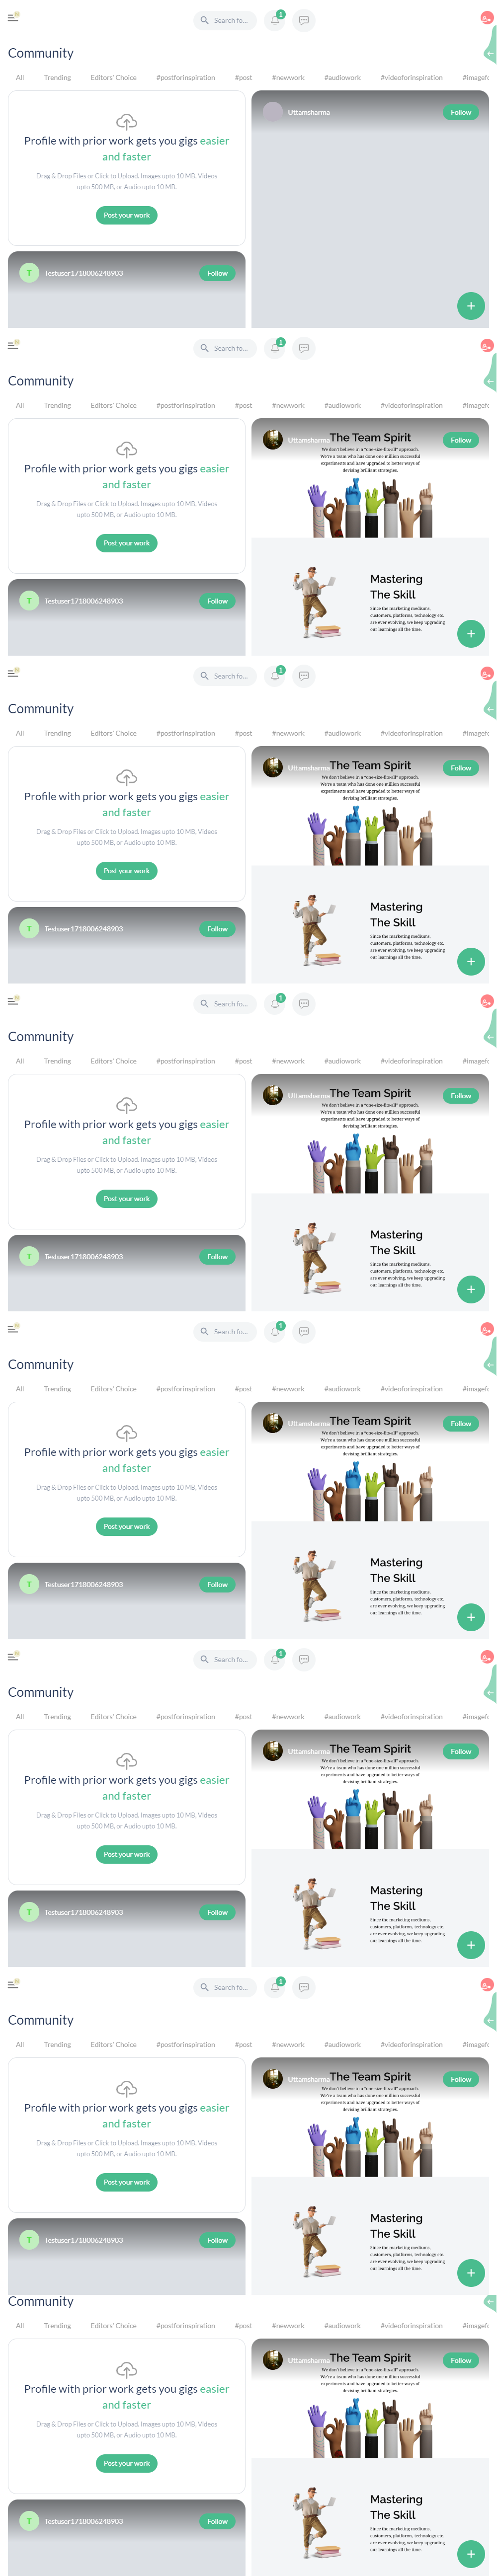 Search fo...
1
Community
All Trending Editors' Choice #postforinspiration #post #newwork #audiowork #videoforinspiration #imagefo
Profile with prior work gets you gigs easier
and faster
Drag & Drop Files or Click to Upload. Images upto 10 MB, Videos
upto 500 MB, or Audio upto 10 MB.
Post your work
T Testuser1718006248903 Follow
Uttamsharma Follow
Search fo...
1
Community
All Trending Editors' Choice #postforinspiration #post #newwork #audiowork #videoforinspiration #imagefo
Profile with prior work gets you gigs easier
and faster
Drag & Drop Files or Click to Upload. Images upto 10 MB, Videos
upto 500 MB, or Audio upto 10 MB.
Post your work
T Testuser1718006248903 Follow
Uttamsharma The Team Spirit Follow
We don't believe in a "one-size-fits-all" approach.
We're a team who has done one million successful
experiments and have upgraded to better ways of
devising brilliant strategies.
Mastering
The Skill
Since the marketing mediums,
customers, platforms, technology etc.
are ever evolving, we keep upgrading
our learnings all the time.
Search fo...
1
Community
All Trending Editors' Choice #postforinspiration #post #newwork #audiowork #videoforinspiration #imagefo
Profile with prior work gets you gigs easier
and faster
Drag & Drop Files or Click to Upload. Images upto 10 MB, Videos
upto 500 MB, or Audio upto 10 MB.
Post your work
T Testuser1718006248903 Follow
Uttamsharma The Team Spirit Follow
We don't believe in a "one-size-fits-all" approach.
We're a team who has done one million successful
experiments and have upgraded to better ways of
devising brilliant strategies.
Mastering
The Skill
Since the marketing mediums,
customers, platforms, technology etc.
are ever evolving, we keep upgrading
our learnings all the time.
Search fo...
1
Community
All Trending Editors' Choice #postforinspiration #post #newwork #audiowork #videoforinspiration #imagefo
Profile with prior work gets you gigs easier
and faster
Drag & Drop Files or Click to Upload. Images upto 10 MB, Videos
upto 500 MB, or Audio upto 10 MB.
Post your work
T Testuser1718006248903 Follow
Uttamsharma The Team Spirit Follow
We don't believe in a "one-size-fits-all" approach.
We're a team who has done one million successful
experiments and have upgraded to better ways of
devising brilliant strategies.
Mastering
The Skill
Since the marketing mediums,
customers, platforms, technology etc.
are ever evolving, we keep upgrading
our learnings all the time.
Search fo...
1
Community
All Trending Editors' Choice #postforinspiration #post #newwork #audiowork #videoforinspiration #imagefo
Profile with prior work gets you gigs easier
and faster
Drag & Drop Files or Click to Upload. Images upto 10 MB, Videos
upto 500 MB, or Audio upto 10 MB.
Post your work
T Testuser1718006248903 Follow
Uttamsharma The Team Spirit Follow
We don't believe in a "one-size-fits-all" approach.
We're a team who has done one million successful
experiments and have upgraded to better ways of
devising brilliant strategies.
Mastering
The Skill
Since the marketing mediums,
customers, platforms, technology etc.
are ever evolving, we keep upgrading
our learnings all the time.
Search fo...
1
Community
All Trending Editors' Choice #postforinspiration #post #newwork #audiowork #videoforinspiration #imagefo
Profile with prior work gets you gigs easier
and faster
Drag & Drop Files or Click to Upload. Images upto 10 MB, Videos
upto 500 MB, or Audio upto 10 MB.
Post your work
T Testuser1718006248903 Follow
Uttamsharma The Team Spirit Follow
We don't believe in a "one-size-fits-all" approach.
We're a team who has done one million successful
experiments and have upgraded to better ways of
devising brilliant strategies.
Mastering
The Skill
Since the marketing mediums,
customers, platforms, technology etc.
are ever evolving, we keep upgrading
our learnings all the time.
Search fo...
1
Community
All Trending Editors' Choice #postforinspiration #post #newwork #audiowork #videoforinspiration #imagefo
Profile with prior work gets you gigs easier
and faster
Drag & Drop Files or Click to Upload. Images upto 10 MB, Videos
upto 500 MB, or Audio upto 10 MB.
Post your work
T Testuser1718006248903 Follow
Uttamsharma The Team Spirit Follow
We don't believe in a "one-size-fits-all" approach.
We're a team who has done one million successful
experiments and have upgraded to better ways of
devising brilliant strategies.
Mastering
The Skill
Since the marketing mediums,
customers, platforms, technology etc.
are ever evolving, we keep upgrading
our learnings all the time.
Community
All Trending Editors' Choice #postforinspiration #post #newwork #audiowork #videoforinspiration #imagefo
Profile with prior work gets you gigs easier
and faster
Drag & Drop Files or Click to Upload. Images upto 10 MB, Videos
upto 500 MB, or Audio upto 10 MB.
Post your work
T Testuser1718006248903 Follow
Uttamsharma The Team Spirit Follow
We don't believe in a "one-size-fits-all" approach.
We're a team who has done one million successful
experiments and have upgraded to better ways of
devising brilliant strategies.
Mastering
The Skill
Since the marketing mediums,
customers, platforms, technology etc.
are ever evolving, we keep upgrading
our learnings all the time.